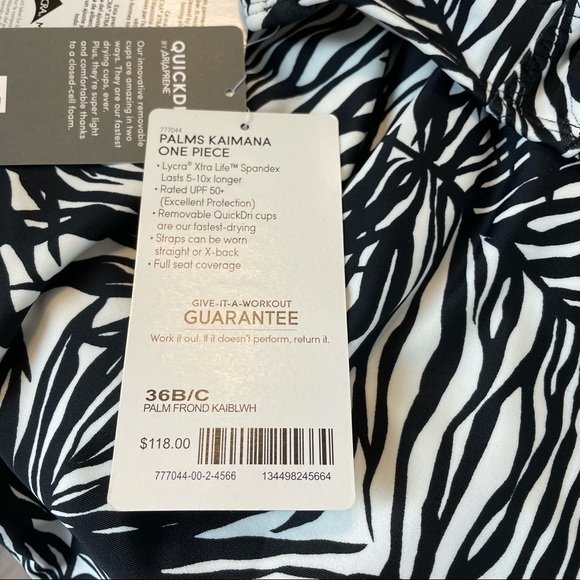 QUICKDRI
BY ARIAPRENE
Our innovative removable
cups are amazing in two
ways. They are our fastest
drying cups, ever.
Plus, they're super light
and comfortable thanks
to a closed-cell foam.
777044
PALMS KAIMANA
ONE PIECE
• Lycra® Xtra Life™ Spandex
Lasts 5-10x longer
• Rated UPF 50+
(Excellent Protection)
• Removable QuickDri cups
are our fastest-drying
• Straps can be worn
straight or X-back
• Full seat coverage
GIVE-IT-A-WORKOUT
GUARANTEE
Work it out. If it doesn't perform, return it.
36B/C
PALM FROND KAIBLWH
$118.00
777044-00-2-4566 134498245664